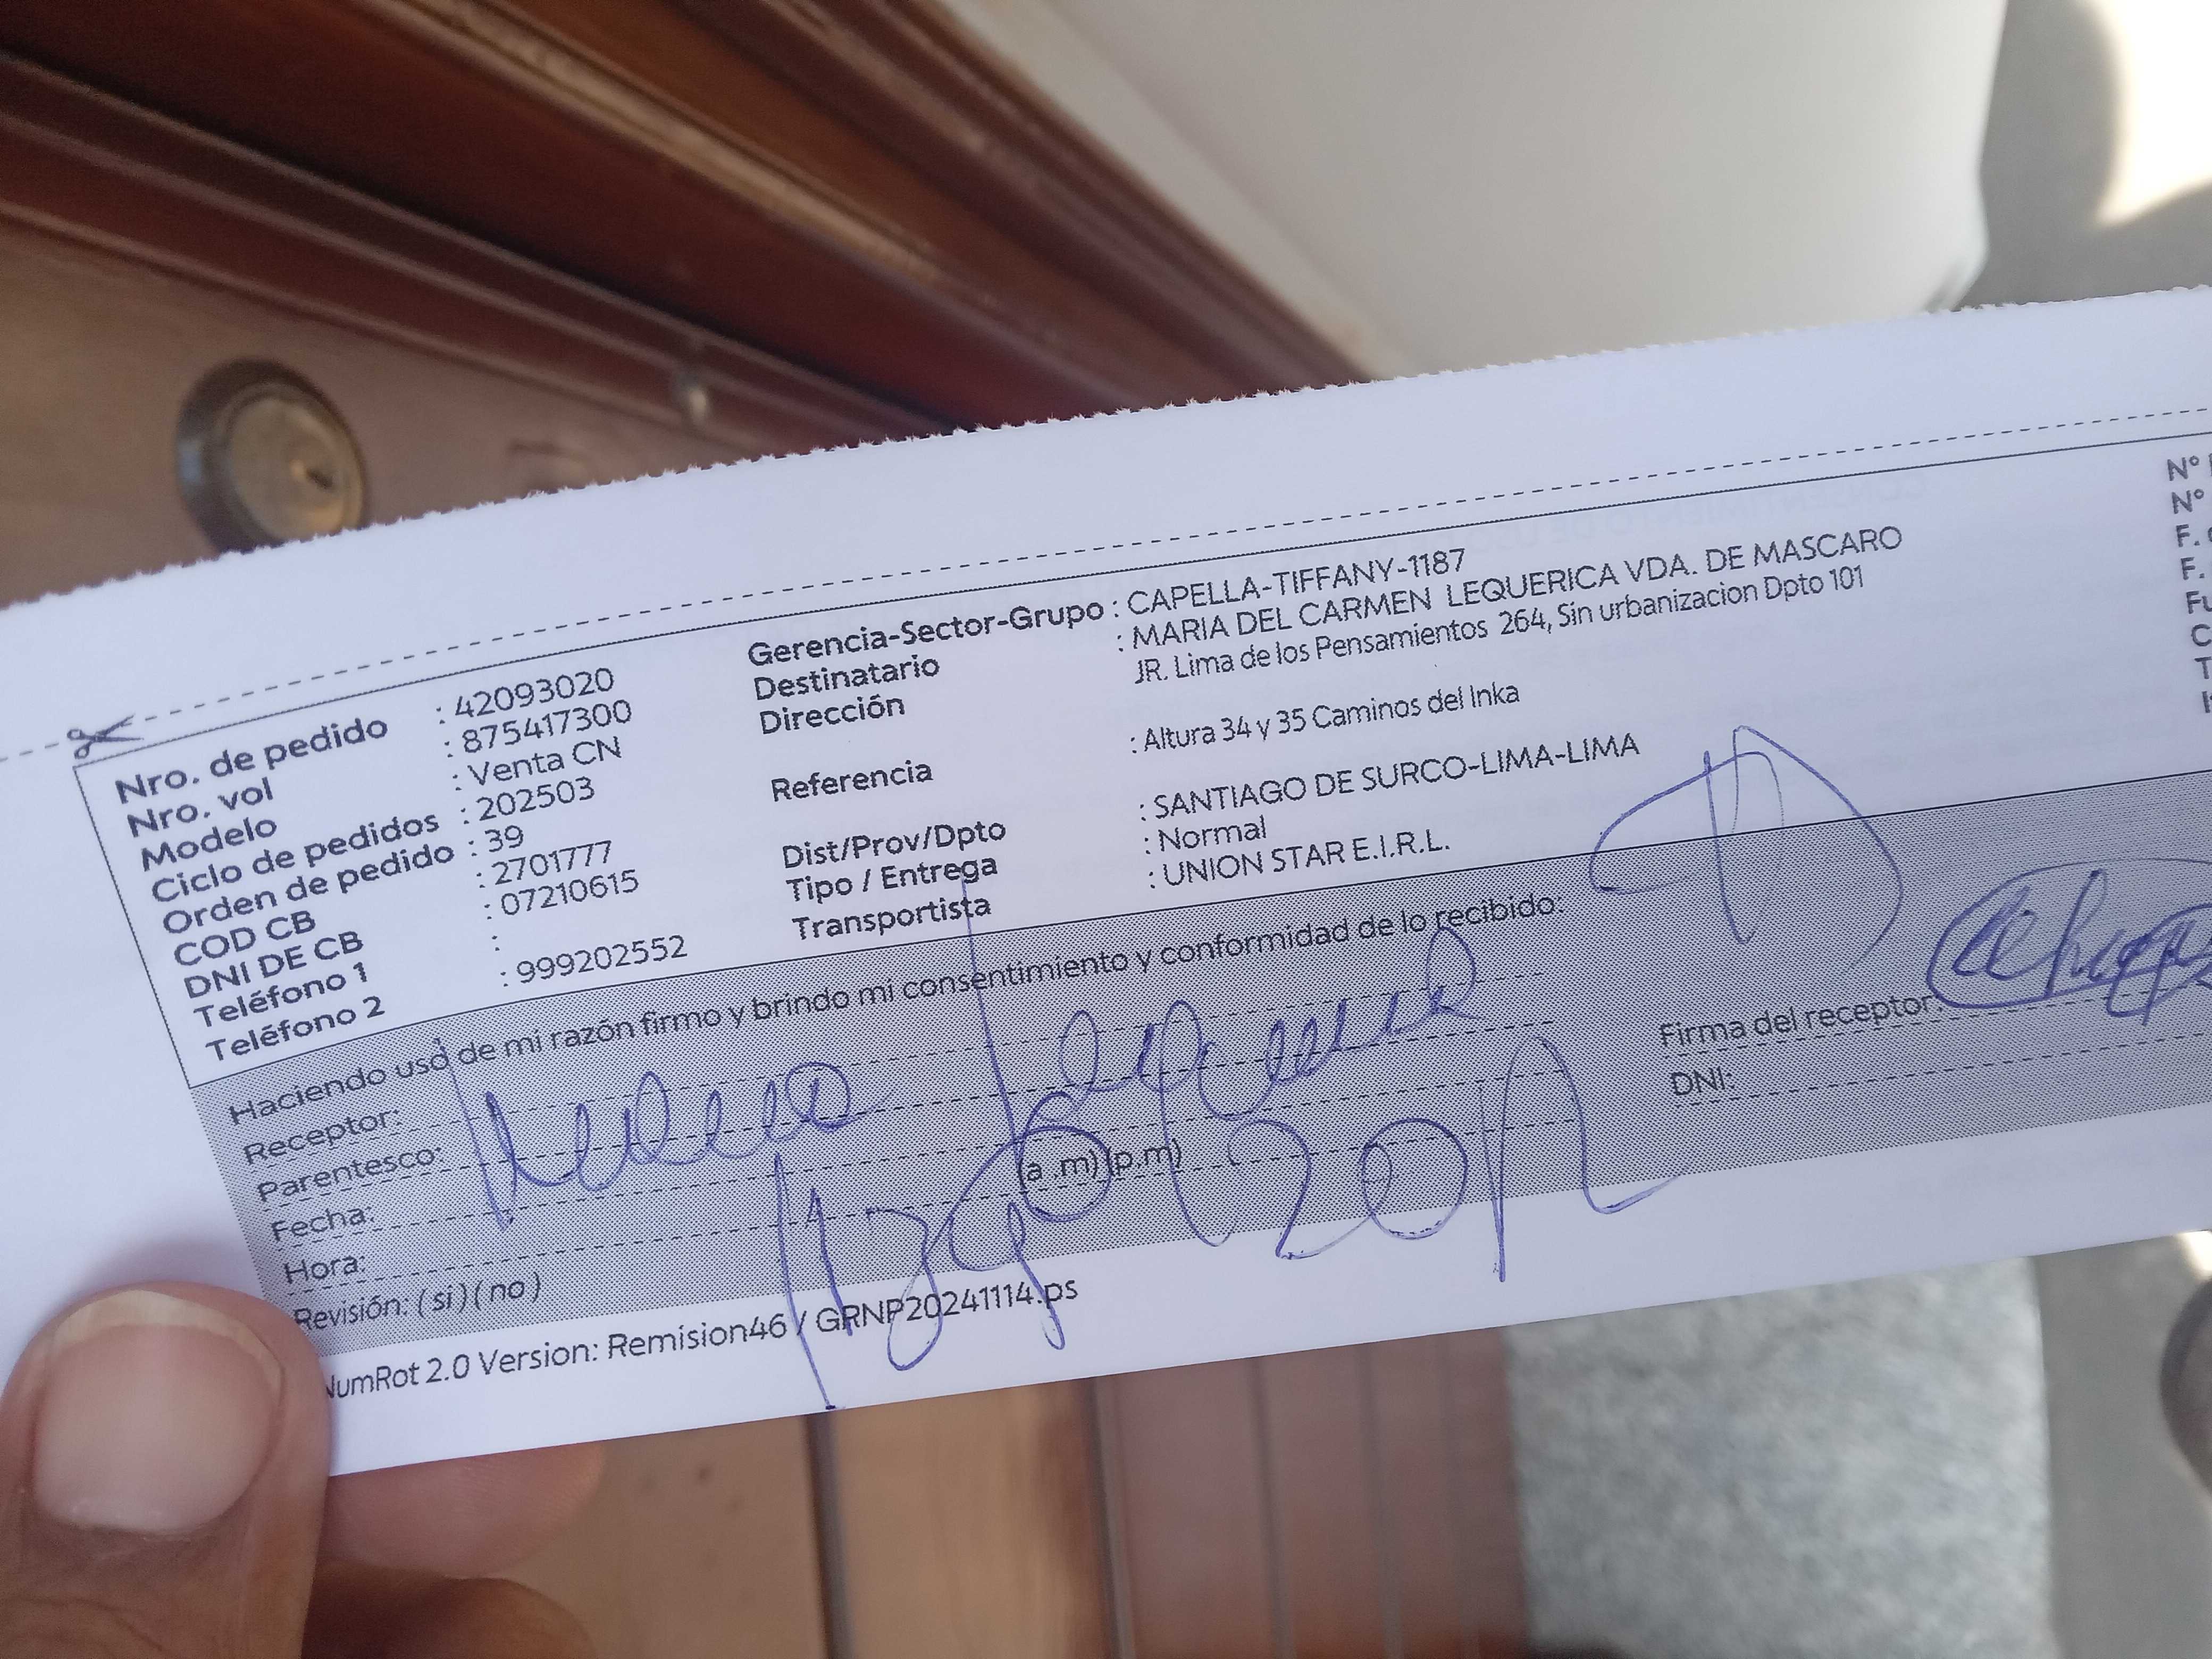 Nro. de pedido : 42093020
Nro. vol : 875417300
Modelo : Venta CN
Ciclo de pedidos : 202503
Orden de pedido : 39
COD CB : 2701777
DNI DE CB : 07210615
Teléfono 1 :
Teléfono 2 : 999202552
Gerencia-Sector-Grupo : CAPELLA-TIFFANY-1187
Destinatario : MARIA DEL CARMEN LEQUERICA VDA. DE MASCARO
Dirección JR. Lima de los Pensamientos 264, Sin urbanizacion Dpto 101
Referencia : Altura 34 y 35 Caminos del Inka
Dist/Prov/Dpto : SANTIAGO DE SURCO-LIMA-LIMA
Tipo / Entrega : Normal
Transportista : UNION STAR E.I.R.L.
N°
N°
F.
F.
Haciendo uso de mi razón firmo y brindo mi consentimiento y conformidad de lo recibido:
Receptor:
Parentesco:
Fecha:
Hora: (a .m) (p.m)
Revisión: ( si ) ( no )
Firma del receptor:
DNI:
NumRot 2.0 Version: Remision46 / GRNP20241114.ps